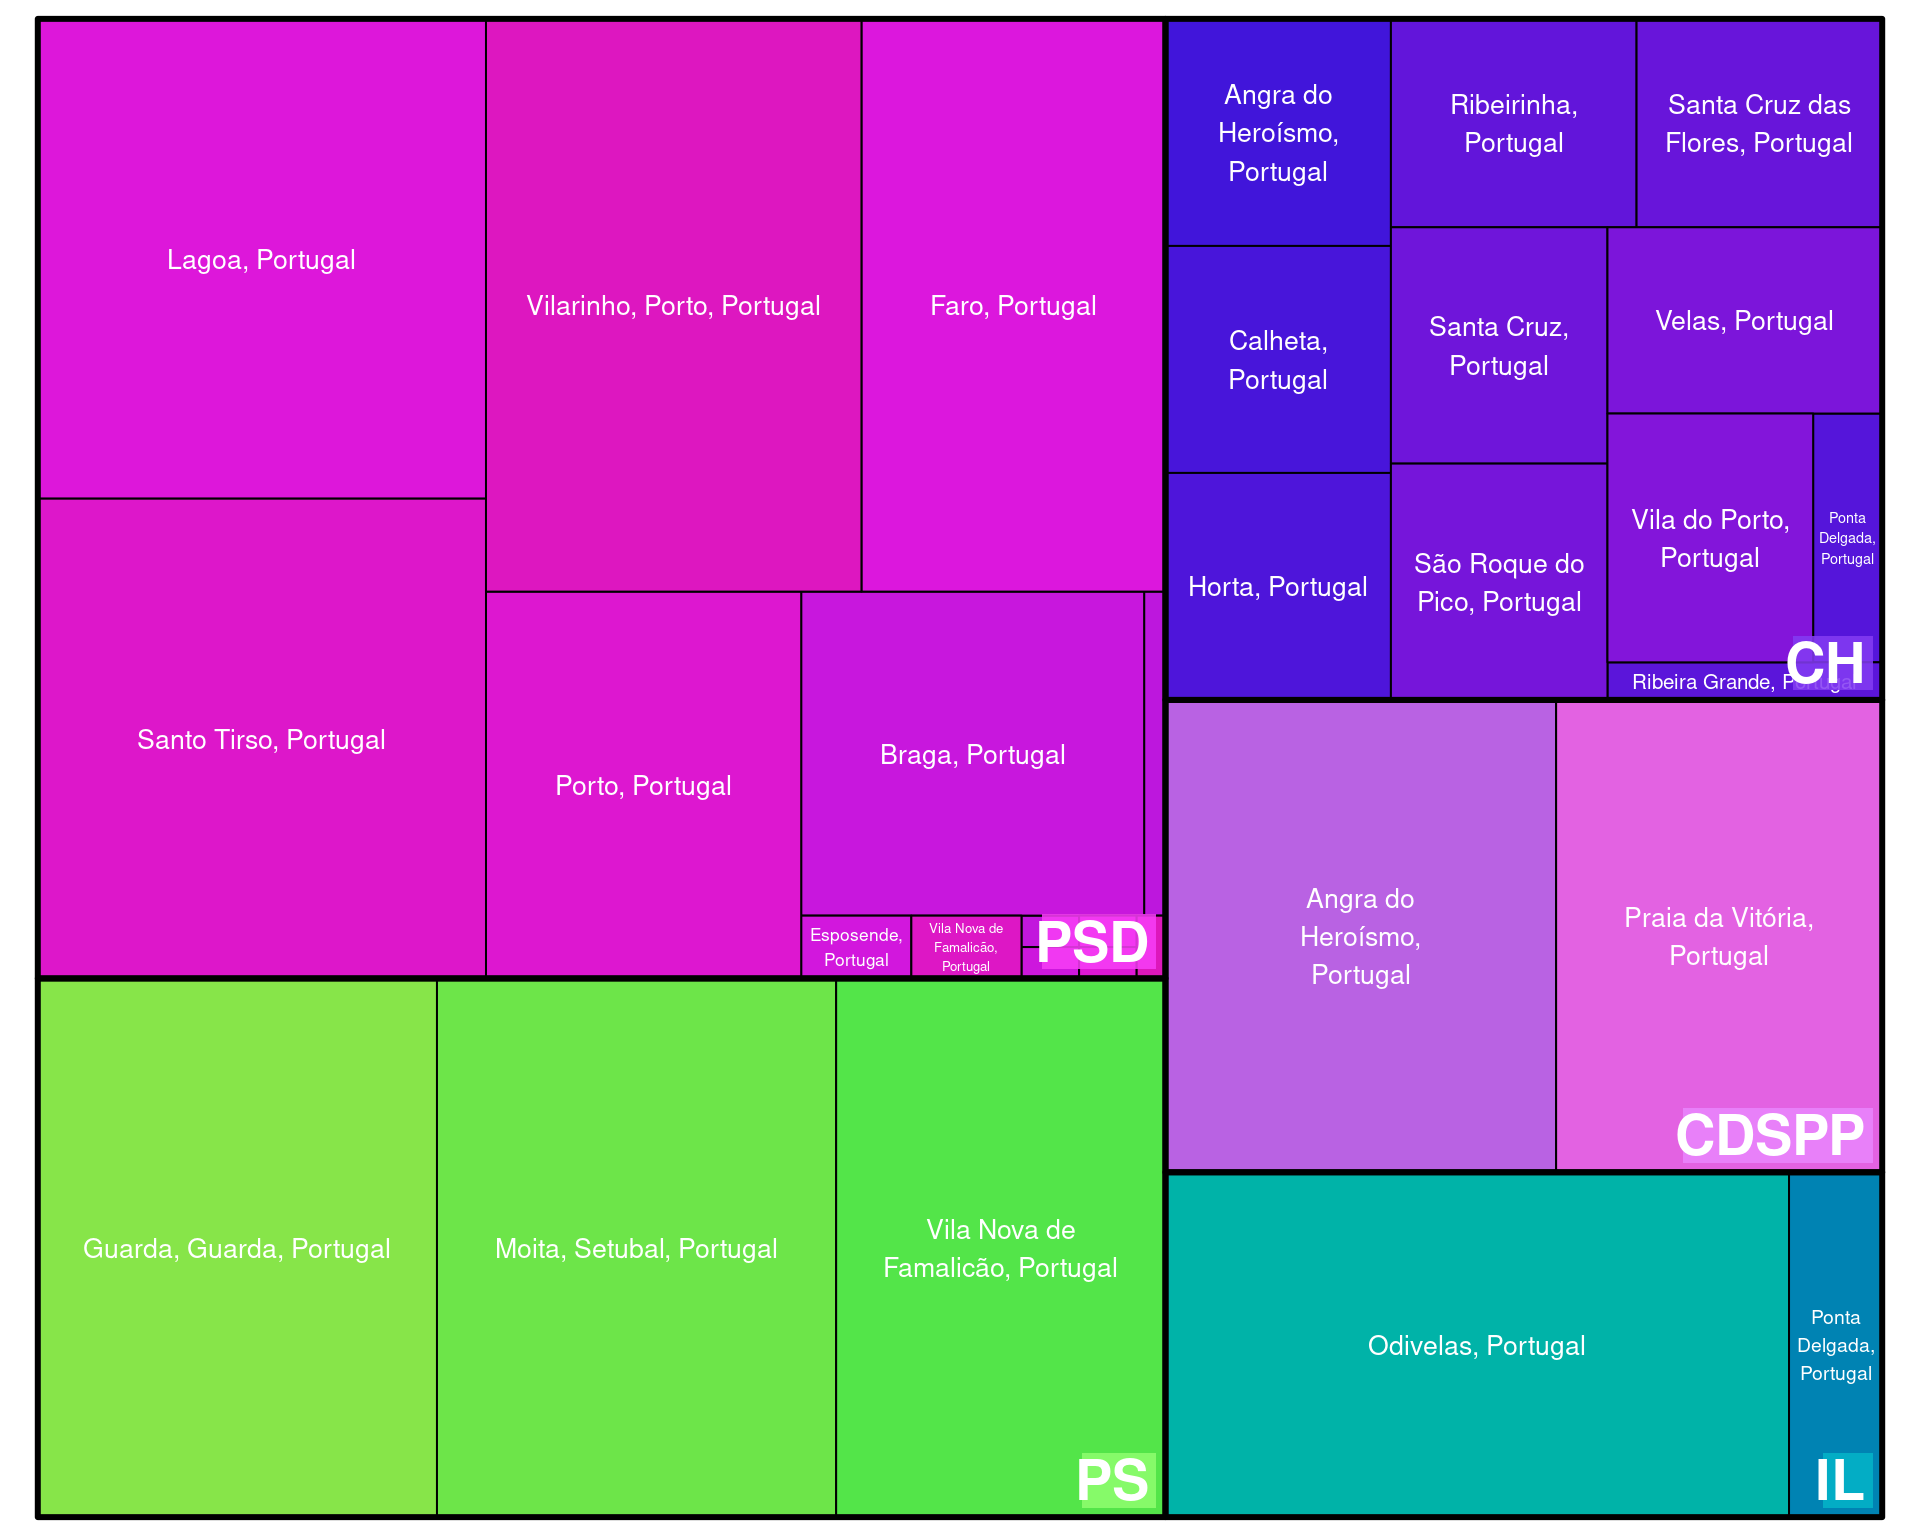 Lagoa, Portugal
Vilarinho, Porto, Portugal
Faro, Portugal
Santo Tirso, Portugal
Porto, Portugal
Braga, Portugal
Esposende,
Portugal
Vila Nova de
Famalicão,
Portugal
PSD
Angra do
Heroísmo,
Portugal
Ribeirinha,
Portugal
Santa Cruz das
Flores, Portugal
Calheta,
Portugal
Santa Cruz,
Portugal
Velas, Portugal
Horta, Portugal
São Roque do
Pico, Portugal
Vila do Porto,
Portugal
Ponta
Delgada,
Portugal
Ribeira Grande, Portugal
CH
Angra do
Heroísmo,
Portugal
Praia da Vitória,
Portugal
CDSPP
Guarda, Guarda, Portugal
Moita, Setubal, Portugal
Vila Nova de
Famalicão, Portugal
PS
Odivelas, Portugal
Ponta
Delgada,
Portugal
IL